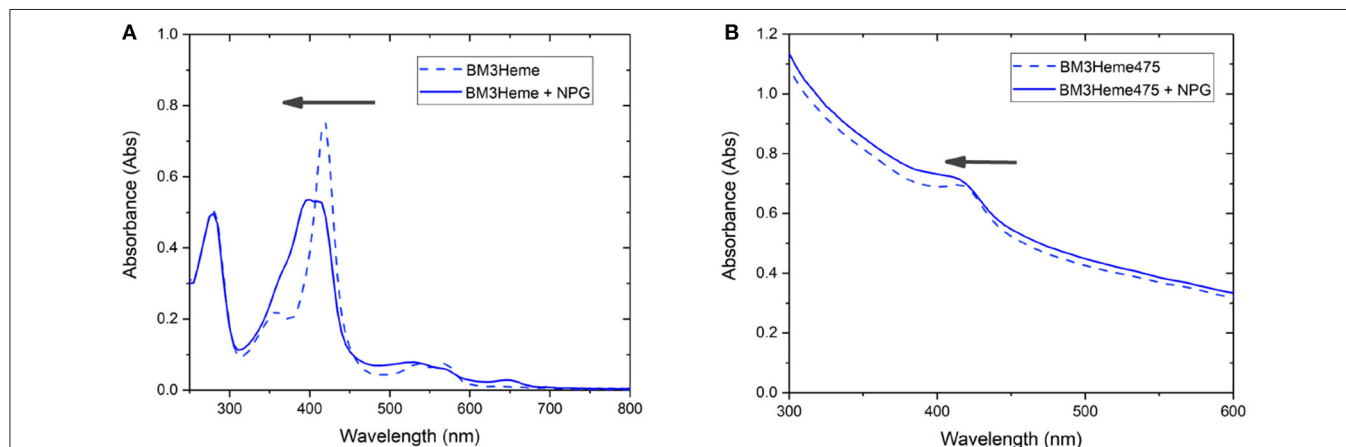 A
BM3Heme
BM3Heme + NPG
1.0
0.8
0.6
0.4
0.2
0.0
300 400 500 600 700 800
Absorbance (Abs)
Wavelength (nm)
B
BM3Heme475
BM3Heme475 + NPG
1.2
1.0
0.8
0.6
0.4
0.2
0.0
300 400 500 600
Absorbance (Abs)
Wavelength (nm)